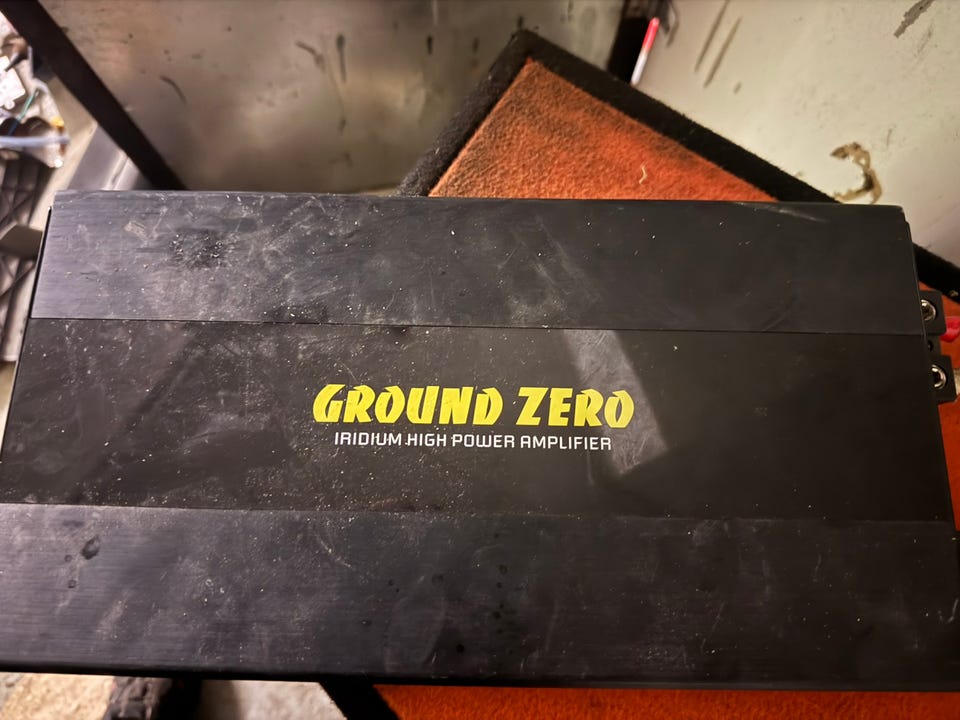 GROUND ZERO
IRIDIUM HIGH POWER AMPLIFIER